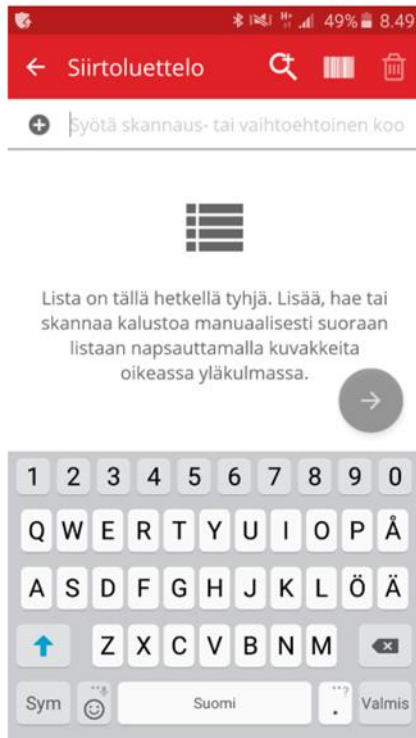 49% 8.49
Siirtoluettelo
Syötä skannaus- tai vaihtoehtoinen koo
Lista on tällä hetkellä tyhjä. Lisää, hae tai
skannaa kalustoa manuaalisesti suoraan
listaan napsauttamalla kuvakkeita
oikeassa yläkulmassa.
1 2 3 4 5 6 7 8 9 0
Q W E R T Y U I O P Å
A S D F G H J K L Ö Ä
Z X C V B N M
Sym Suomi . Valmis